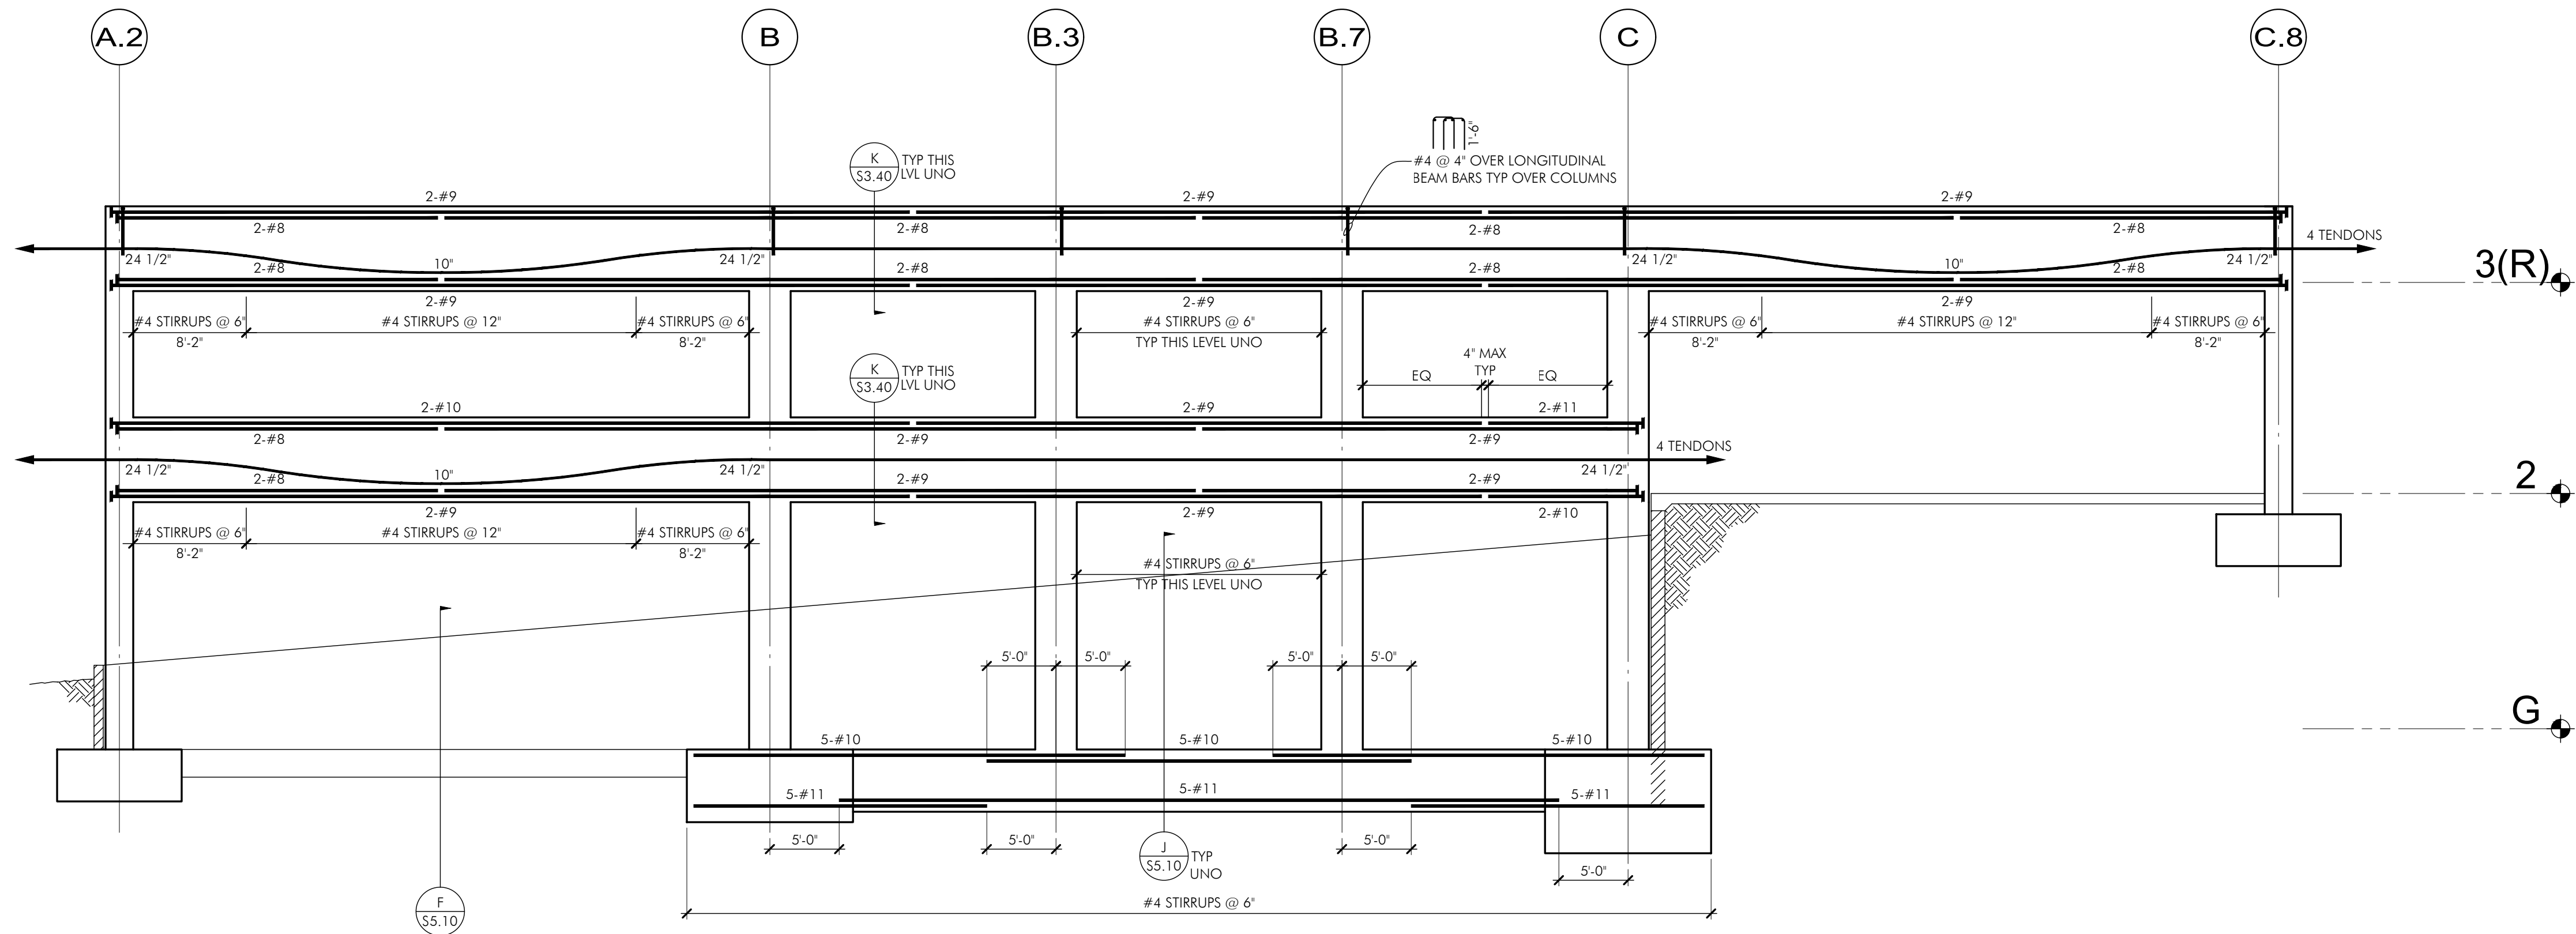 A.2
B
B.3
B.7
C
C.8
1'-6"
#4 @ 4" OVER LONGITUDINAL
BEAM BARS TYP OVER COLUMNS
K
S3.40
TYP THIS
LVL UNO
2-#9
2-#9
2-#9
2-#8
2-#8
2-#8
2-#8
4 TENDONS
24 1/2"
24 1/2"
24 1/2"
24 1/2"
10"
10"
2-#8
2-#8
2-#8
2-#8
3(R)
2-#9
2-#9
2-#9
#4 STIRRUPS @ 6"
#4 STIRRUPS @ 12"
#4 STIRRUPS @ 6"
#4 STIRRUPS @ 6"
#4 STIRRUPS @ 6"
#4 STIRRUPS @ 12"
#4 STIRRUPS @ 6"
8'-2"
8'-2"
TYP THIS LEVEL UNO
8'-2"
8'-2"
4" MAX
TYP
EQ
EQ
K
S3.40
TYP THIS
LVL UNO
2-#10
2-#9
2-#11
2-#8
2-#9
2-#9
4 TENDONS
24 1/2"
24 1/2"
24 1/2"
10"
2-#8
2-#9
2-#9
2
2-#9
2-#9
2-#10
#4 STIRRUPS @ 6"
#4 STIRRUPS @ 12"
#4 STIRRUPS @ 6"
8'-2"
8'-2"
#4 STIRRUPS @ 6"
TYP THIS LEVEL UNO
5'-0"
5'-0"
5'-0"
5'-0"
G
5-#10
5-#10
5-#10
5-#11
5-#11
5-#11
5'-0"
5'-0"
5'-0"
J
S5.10
TYP
UNO
5'-0"
#4 STIRRUPS @ 6"
F
S5.10